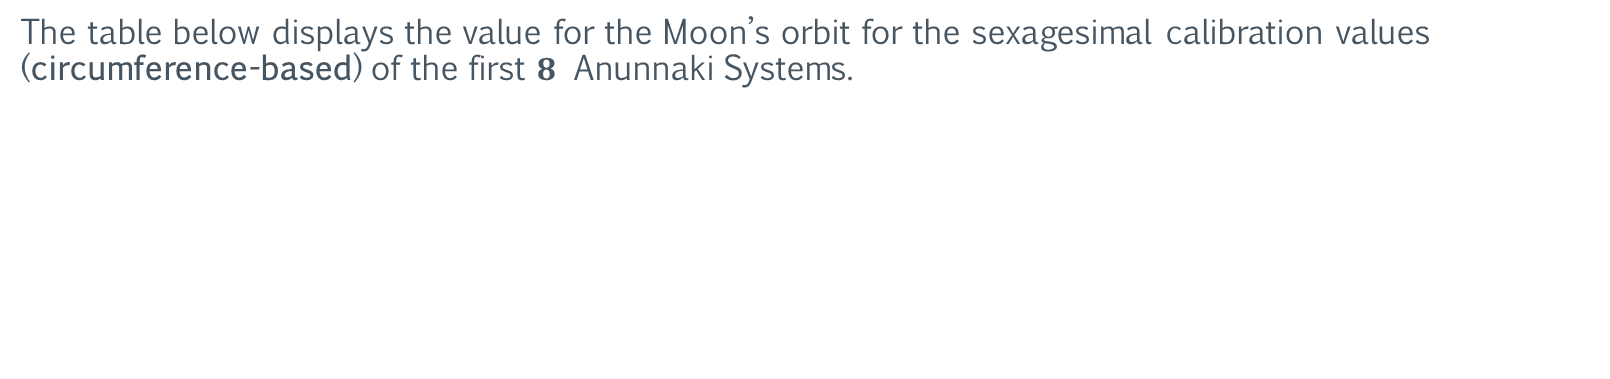 The table below displays the value for the Moon’s orbit for the sexagesimal calibration values
(circumference-based) of the first 8 Anunnaki Systems.